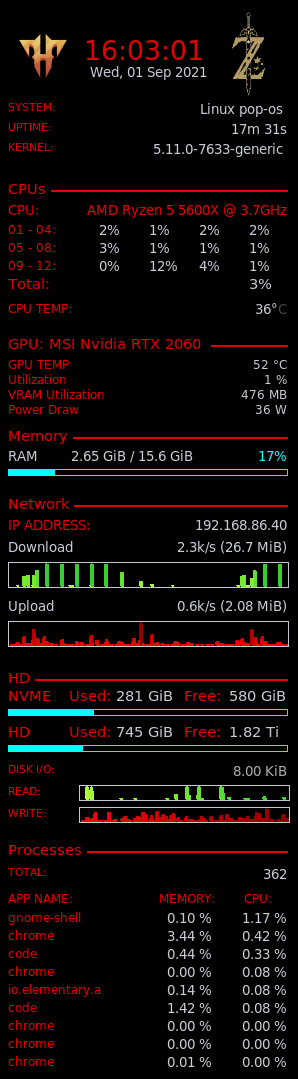 16:03:01
Wed, 01 Sep 2021
SYSTEM: Linux pop-os
UPTIME: 17m 31s
KERNEL: 5.11.0-7633-generic
CPUs
CPU: AMD Ryzen 5 5600X @ 3.7GHz
01 - 04: 2% 1% 2% 2%
05 - 08: 3% 1% 1% 1%
09 - 12: 0% 12% 4% 1%
Total: 3%
CPU TEMP: 36°C
GPU: MSI Nvidia RTX 2060
GPU TEMP 52 °C
Utilization 1 %
VRAM Utilization 476 MB
Power Draw 36 W
Memory
RAM 2.65 GiB / 15.6 GiB 17%
Network
IP ADDRESS: 192.168.86.40
Download 2.3k/s (26.7 MiB)
Upload 0.6k/s (2.08 MiB)
HD
NVME Used: 281 GiB Free: 580 GiB
HD Used: 745 GiB Free: 1.82 Ti
DISK I/O: 8.00 KiB
READ:
WRITE:
Processes
TOTAL: 362
APP NAME: MEMORY: CPU:
gnome-shell 0.10 % 1.17 %
chrome 3.44 % 0.42 %
code 0.44 % 0.33 %
chrome 0.00 % 0.08 %
io.elementary.a 0.14 % 0.08 %
code 1.42 % 0.08 %
chrome 0.00 % 0.00 %
chrome 0.00 % 0.00 %
chrome 0.01 % 0.00 %